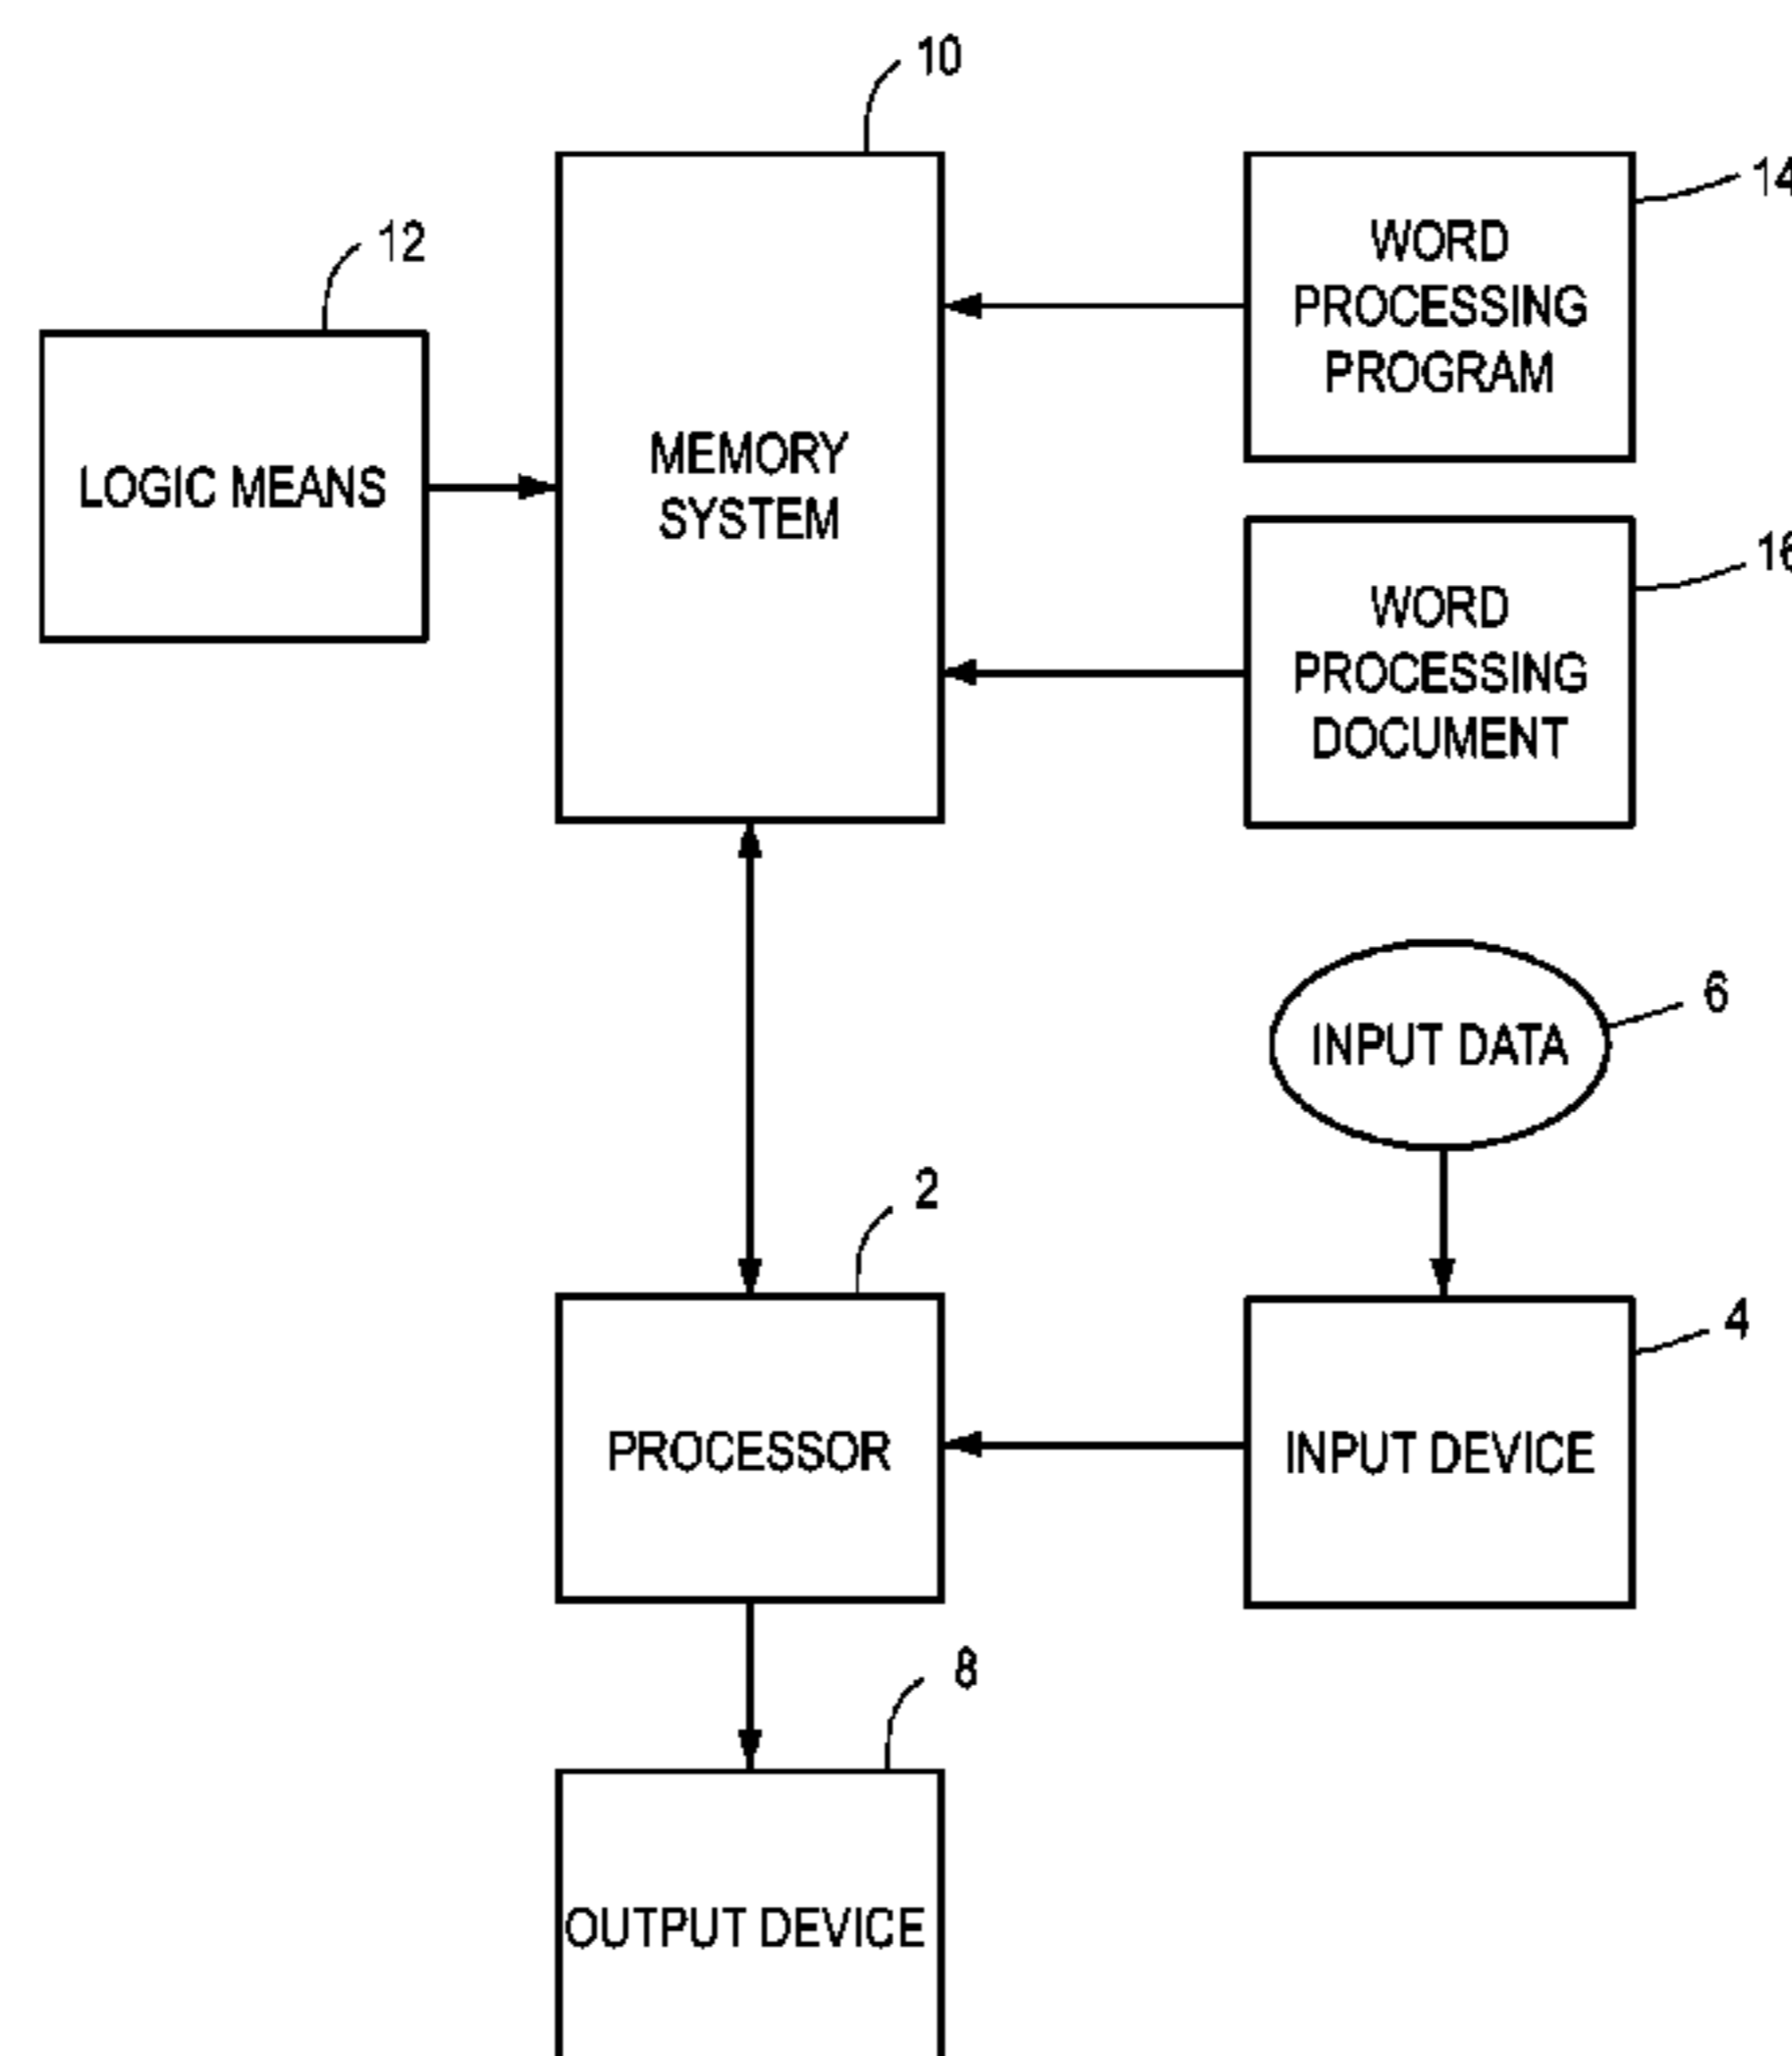 10
14
WORD
PROCESSING
PROGRAM
12
LOGIC MEANS
MEMORY
SYSTEM
16
WORD
PROCESSING
DOCUMENT
6
INPUT DATA
2
4
PROCESSOR
INPUT DEVICE
8
OUTPUT DEVICE